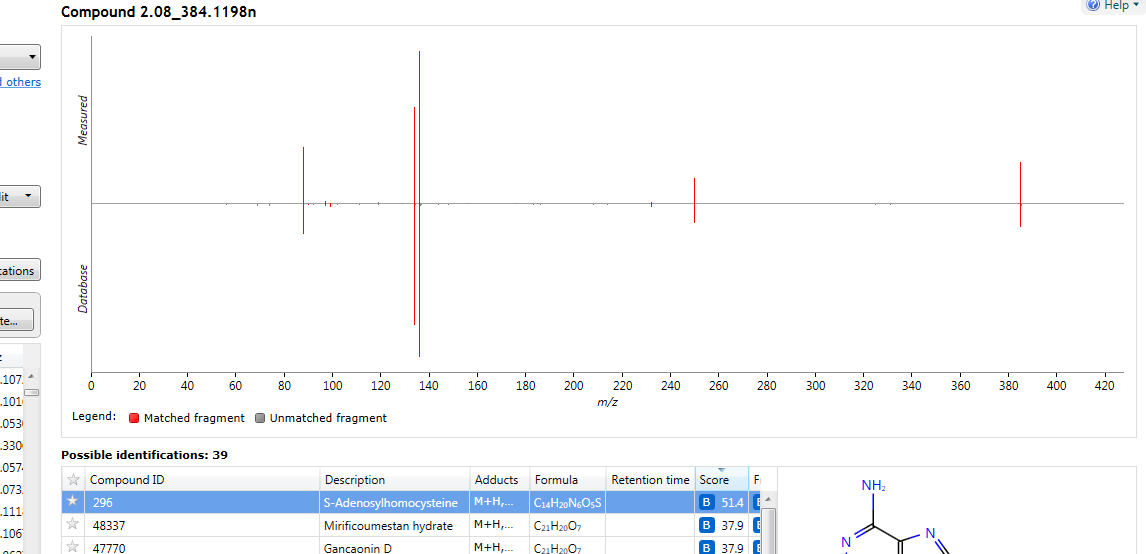 Compound 2.08_384.1198n
Help
others
Measured
Database
0 20 40 60 80 100 120 140 160 180 200 220 240 260 280 300 320 340 360 380 400 420
m/z
Legend: Matched fragment Unmatched fragment
Possible identifications: 39
Compound ID Description Adducts Formula Retention time Score
296 S-Adenosylhomocysteine M+H,... C₁₄H₂₀N₆O₅S B 51.4
48337 Mirificoumestan hydrate M+H,... C₂₁H₂₀O₇ B 37.9
47770 Gancaonin D M+H,... C₂₁H₂₀O₇ B 37.9
NH₂
N
N